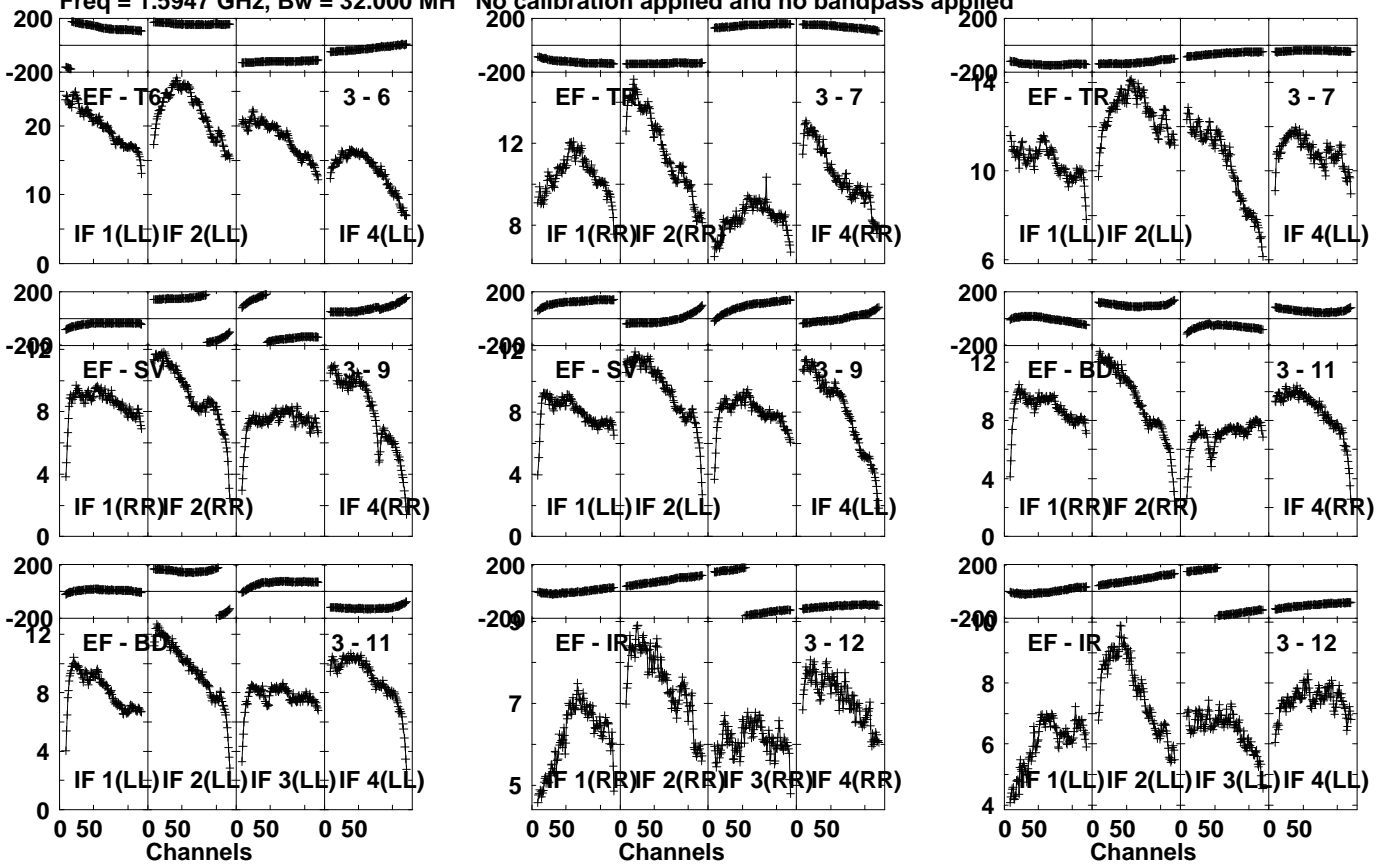 Freq = 1.5947 GHz, Bw = 32.000 MH No calibration applied and no bandpass applied
200
-200
EF - T6
3 - 6
20
10
0
IF 1(LL) IF 2(LL) IF 4(LL)
200
-200
EF - TR
3 - 7
12
8
IF 1(RR) IF 2(RR) IF 4(RR)
200
-200
14
EF - TR
3 - 7
10
6
IF 1(LL) IF 2(LL) IF 4(LL)
200
-200
12
EF - SV
3 - 9
8
4
0
IF 1(RR) IF 2(RR) IF 4(RR)
200
-200
12
EF - SV
3 - 9
8
4
0
IF 1(LL) IF 2(LL) IF 4(LL)
200
-200
12
EF - BD
3 - 11
8
4
0
IF 1(RR) IF 2(RR) IF 4(RR)
200
-200
12
EF - BD
3 - 11
8
4
0
IF 1(LL) IF 2(LL) IF 3(LL) IF 4(LL)
0 50 0 50 0 50 0 50
Channels
200
-200
9
EF - IR
3 - 12
7
5
IF 1(RR) IF 2(RR) IF 3(RR) IF 4(RR)
0 50 0 50 0 50 0 50
Channels
200
-200
10
EF - IR
3 - 12
8
6
4
IF 1(LL) IF 2(LL) IF 3(LL) IF 4(LL)
0 50 0 50 0 50 0 50
Channels